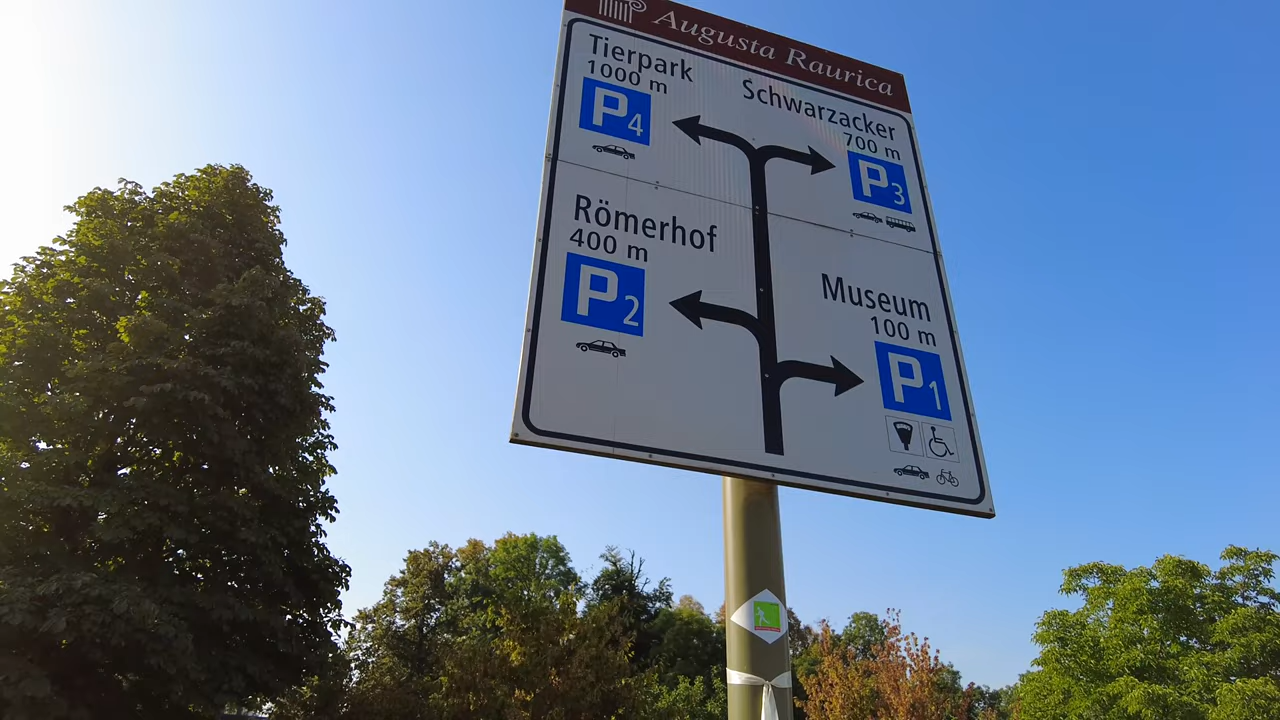 Augusta Raurica
Tierpark
1000 m
P4
Schwarzacker
700 m
P3
Römerhof
400 m
P2
Museum
100 m
P1